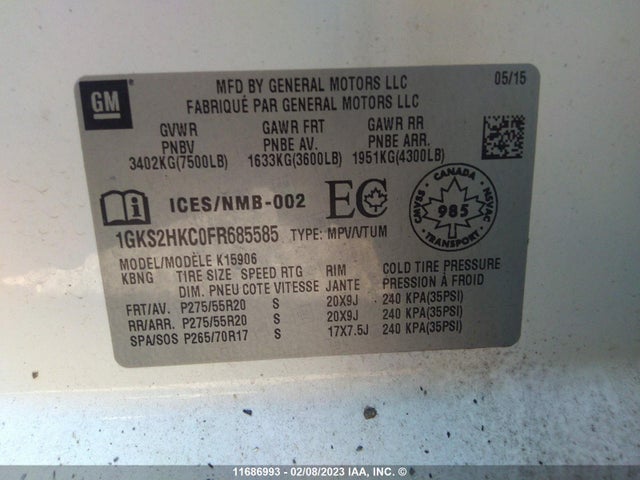 GM
MFD BY GENERAL MOTORS LLC 05/15
FABRIQUÉ PAR GENERAL MOTORS LLC
GVWR GAWR FRT GAWR RR
PNBV PNBE AV. PNBE ARR.
3402KG(7500LB) 1633KG(3600LB) 1951KG(4300LB)
i ICES/NMB-002 EC CANADA 985 TRANSPORT NSVAC SVAMN
1GKS2HKC0FR685585 TYPE: MPV/VTUM
MODEL/MODÈLE K15906
KBNG TIRE SIZE SPEED RTG RIM COLD TIRE PRESSURE
DIM. PNEU COTE VITESSE JANTE PRESSION À FROID
FRT/AV. P275/55R20 S 20X9J 240 KPA(35PSI)
RR/ARR. P275/55R20 S 20X9J 240 KPA(35PSI)
SPA/SOS P265/70R17 S 17X7.5J 240 KPA(35PSI)
11686993 - 02/08/2023 IAA, INC. ©